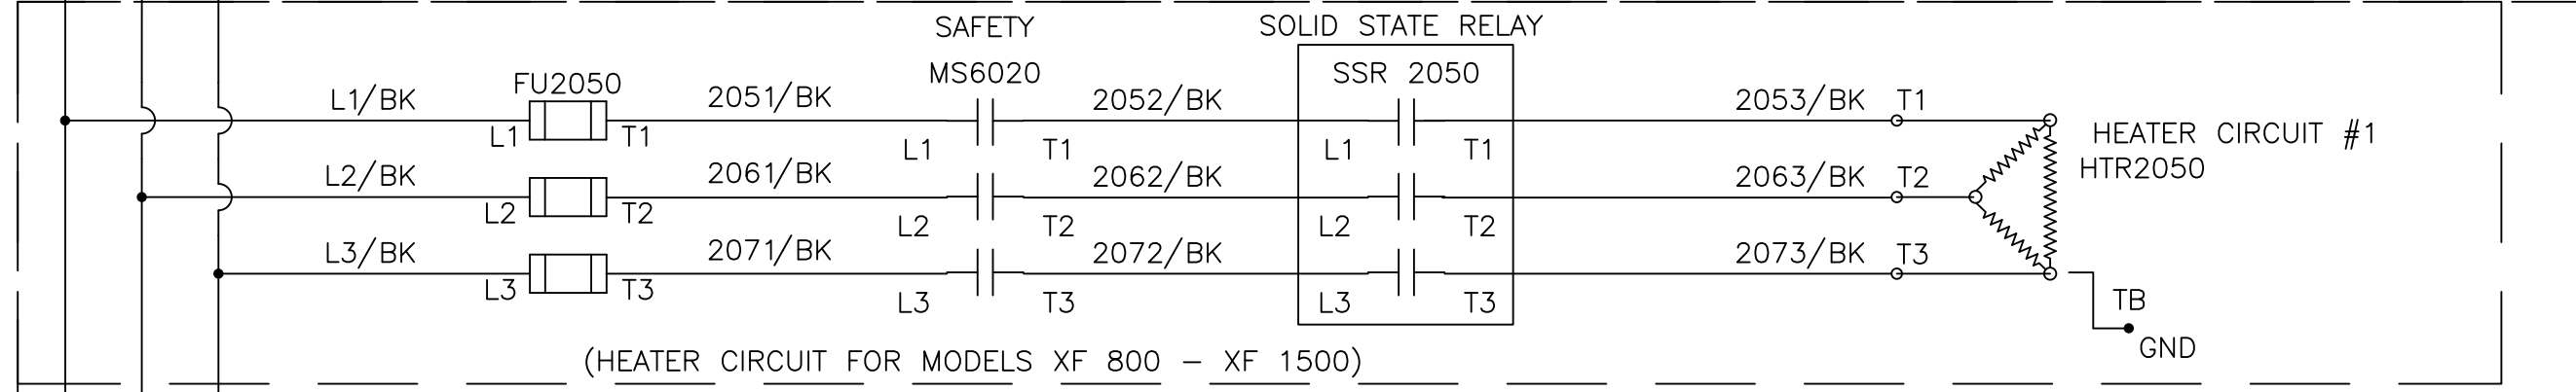 SAFETY
SOLID STATE RELAY
FU2050
MS6020
SSR 2050
L1/BK
2051/BK
2052/BK
2053/BK T1
L1
T1
L1
T1
L1
T1
HEATER CIRCUIT #1
HTR2050
L2/BK
2061/BK
2062/BK
2063/BK T2
L2
T2
L2
T2
L2
T2
L3/BK
2071/BK
2072/BK
2073/BK T3
L3
T3
L3
T3
L3
T3
TB
GND
(HEATER CIRCUIT FOR MODELS XF 800 - XF 1500)